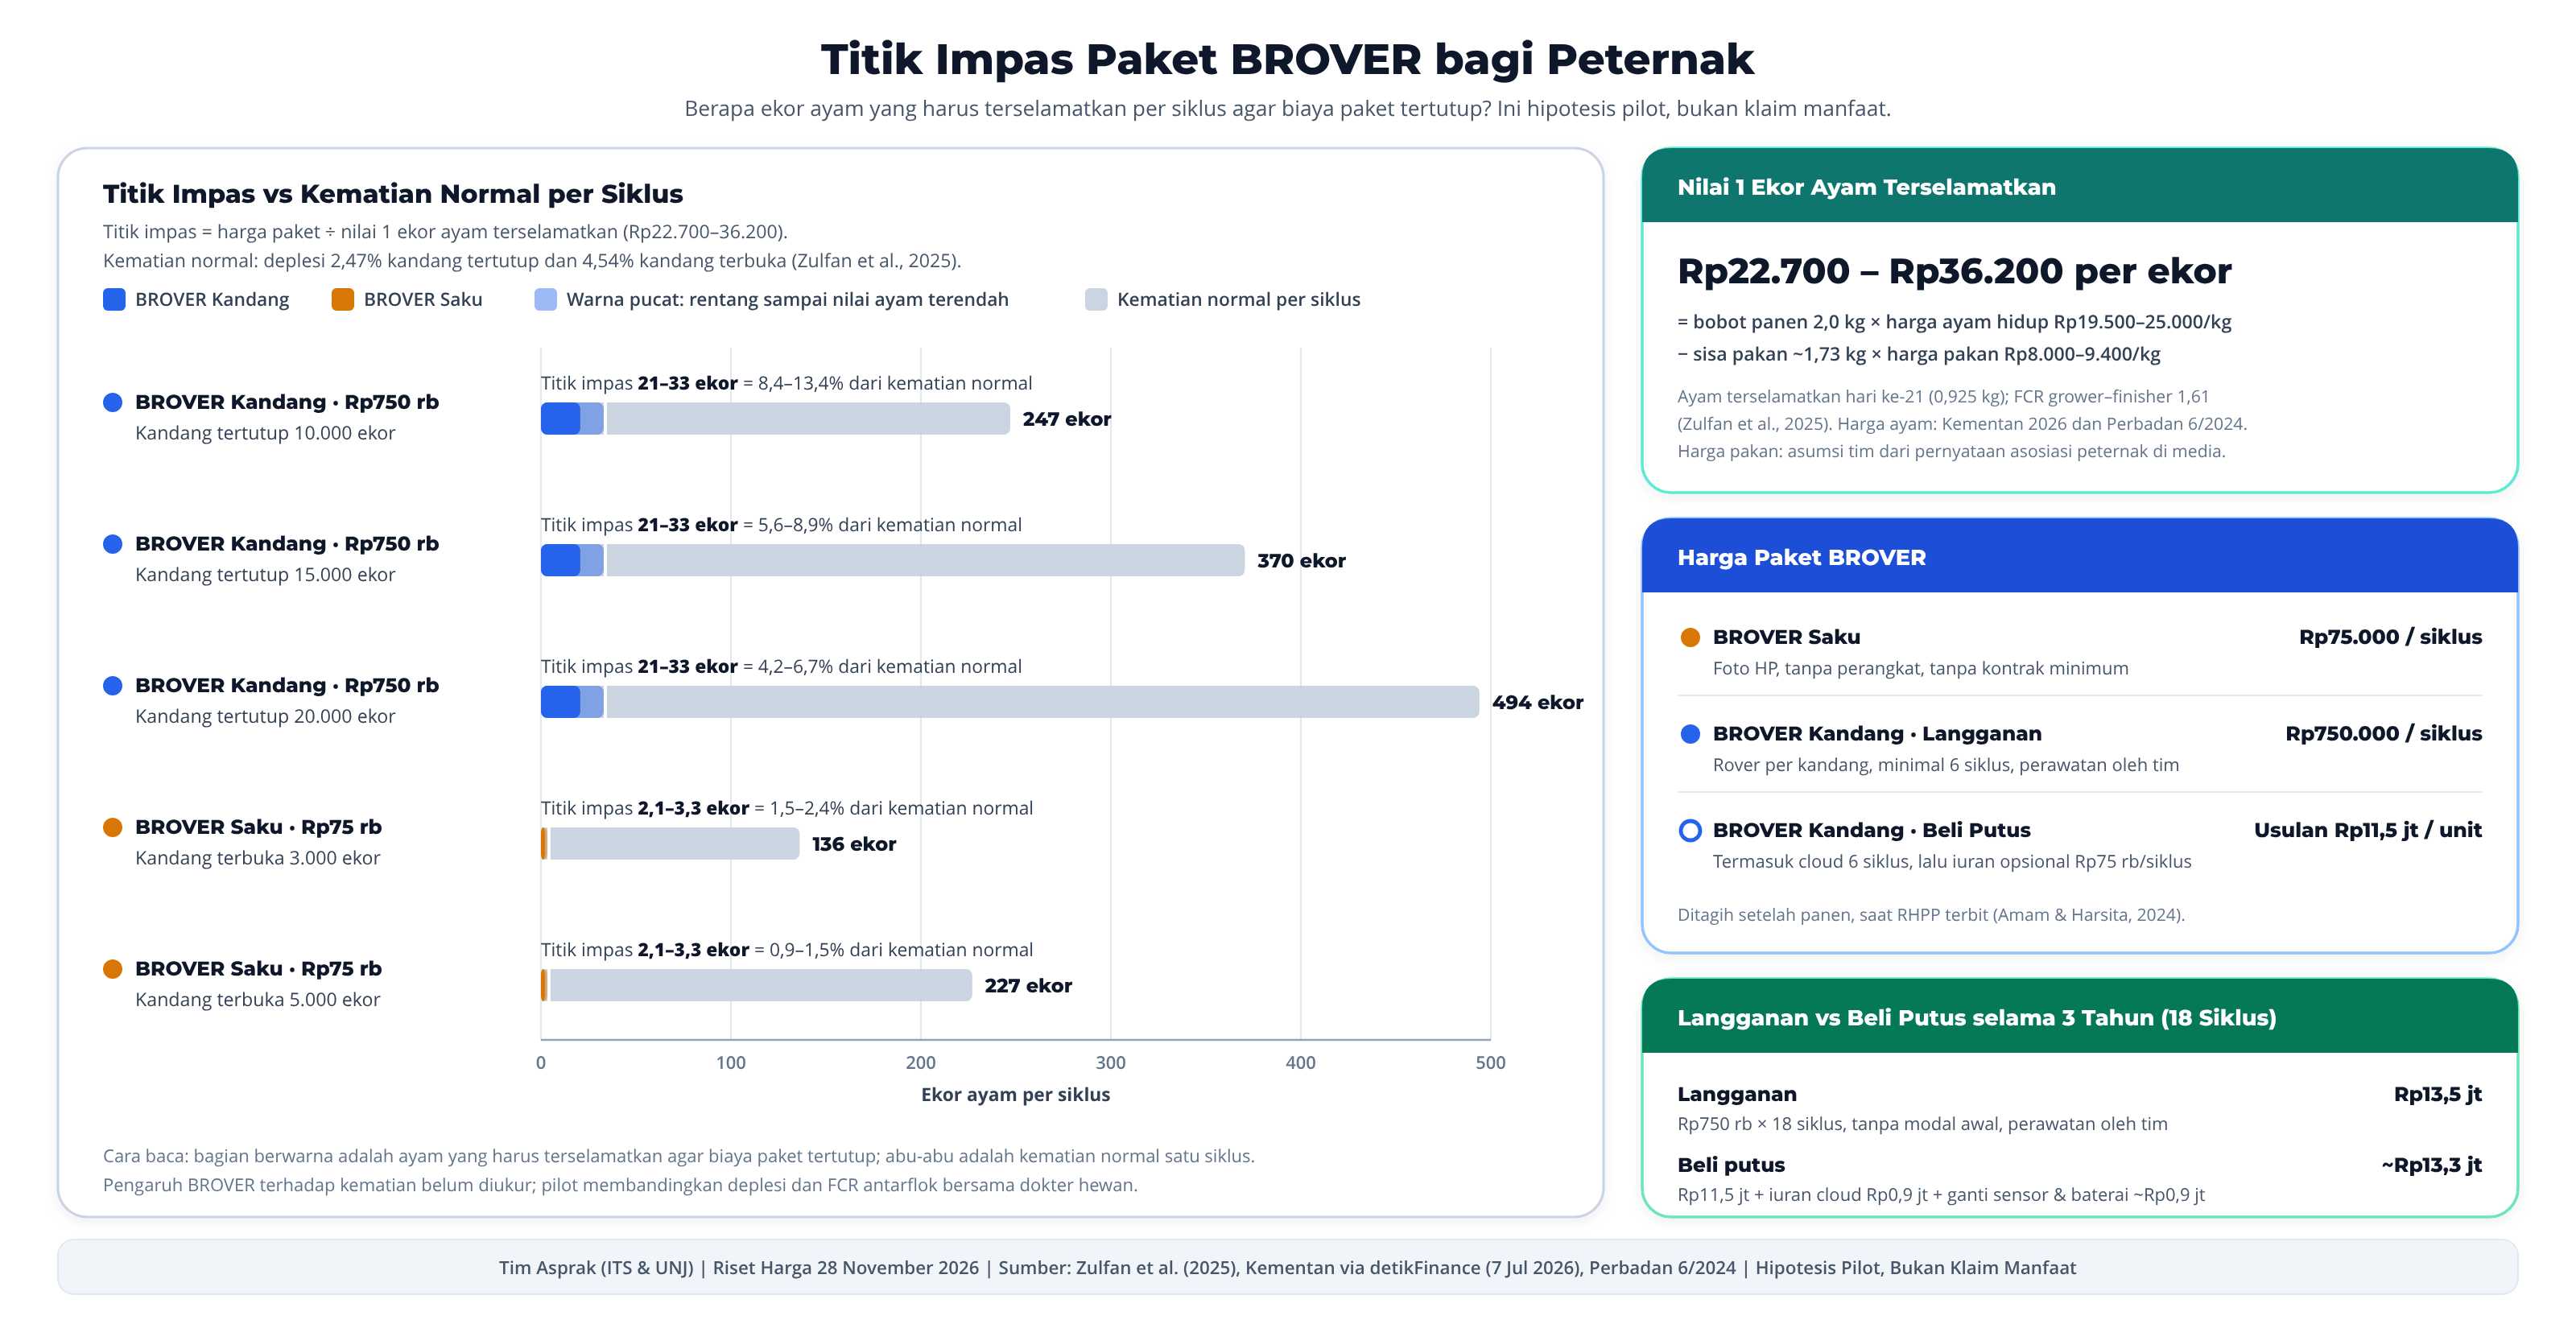 Titik Impas Paket BROVER bagi Peternak
Berapa ekor ayam yang harus terselamatkan per siklus agar biaya paket tertutup? Ini hipotesis pilot, bukan klaim manfaat.
Titik Impas vs Kematian Normal per Siklus
Titik impas = harga paket ÷ nilai 1 ekor ayam terselamatkan (Rp22.700–36.200).
Kematian normal: deplesi 2,47% kandang tertutup dan 4,54% kandang terbuka (Zulfan et al., 2025).
BROVER Kandang
BROVER Saku
Warna pucat: rentang sampai nilai ayam terendah
Kematian normal per siklus
Titik impas 21–33 ekor = 8,4–13,4% dari kematian normal
BROVER Kandang · Rp750 rb
Kandang tertutup 10.000 ekor
247 ekor
Titik impas 21–33 ekor = 5,6–8,9% dari kematian normal
BROVER Kandang · Rp750 rb
Kandang tertutup 15.000 ekor
370 ekor
Titik impas 21–33 ekor = 4,2–6,7% dari kematian normal
BROVER Kandang · Rp750 rb
Kandang tertutup 20.000 ekor
494 ekor
Titik impas 2,1–3,3 ekor = 1,5–2,4% dari kematian normal
BROVER Saku · Rp75 rb
Kandang terbuka 3.000 ekor
136 ekor
Titik impas 2,1–3,3 ekor = 0,9–1,5% dari kematian normal
BROVER Saku · Rp75 rb
Kandang terbuka 5.000 ekor
227 ekor
0 100 200 300 400 500
Ekor ayam per siklus
Cara baca: bagian berwarna adalah ayam yang harus terselamatkan agar biaya paket tertutup; abu-abu adalah kematian normal satu siklus.
Pengaruh BROVER terhadap kematian belum diukur; pilot membandingkan deplesi dan FCR antarflok bersama dokter hewan.
Nilai 1 Ekor Ayam Terselamatkan
Rp22.700 – Rp36.200 per ekor
= bobot panen 2,0 kg × harga ayam hidup Rp19.500–25.000/kg
− sisa pakan ~1,73 kg × harga pakan Rp8.000–9.400/kg
Ayam terselamatkan hari ke-21 (0,925 kg); FCR grower–finisher 1,61
(Zulfan et al., 2025). Harga ayam: Kementan 2026 dan Perbadan 6/2024.
Harga pakan: asumsi tim dari pernyataan asosiasi peternak di media.
Harga Paket BROVER
BROVER Saku Rp75.000 / siklus
Foto HP, tanpa perangkat, tanpa kontrak minimum
BROVER Kandang · Langganan Rp750.000 / siklus
Rover per kandang, minimal 6 siklus, perawatan oleh tim
BROVER Kandang · Beli Putus Usulan Rp11,5 jt / unit
Termasuk cloud 6 siklus, lalu iuran opsional Rp75 rb/siklus
Ditagih setelah panen, saat RHPP terbit (Amam & Harsita, 2024).
Langganan vs Beli Putus selama 3 Tahun (18 Siklus)
Langganan Rp13,5 jt
Rp750 rb × 18 siklus, tanpa modal awal, perawatan oleh tim
Beli putus ~Rp13,3 jt
Rp11,5 jt + iuran cloud Rp0,9 jt + ganti sensor & baterai ~Rp0,9 jt
Tim Asprak (ITS & UNJ) | Riset Harga 28 November 2026 | Sumber: Zulfan et al. (2025), Kementan via detikFinance (7 Jul 2026), Perbadan 6/2024 | Hipotesis Pilot, Bukan Klaim Manfaat